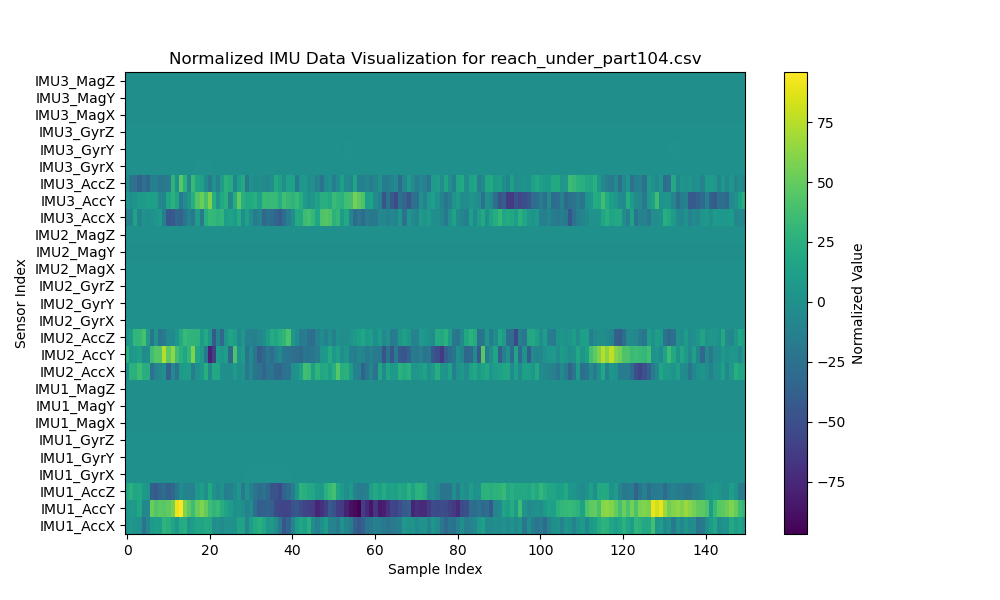 Normalized IMU Data Visualization for reach_under_part104.csv
IMU3_MagZ
IMU3_MagY
IMU3_MagX
IMU3_GyrZ
IMU3_GyrY
IMU3_GyrX
IMU3_AccZ
IMU3_AccY
IMU3_AccX
IMU2_MagZ
IMU2_MagY
IMU2_MagX
IMU2_GyrZ
IMU2_GyrY
IMU2_GyrX
IMU2_AccZ
IMU2_AccY
IMU2_AccX
IMU1_MagZ
IMU1_MagY
IMU1_MagX
IMU1_GyrZ
IMU1_GyrY
IMU1_GyrX
IMU1_AccZ
IMU1_AccY
IMU1_AccX
Sensor Index
0 20 40 60 80 100 120 140
Sample Index
75
50
25
0
−25
−50
−75
Normalized Value